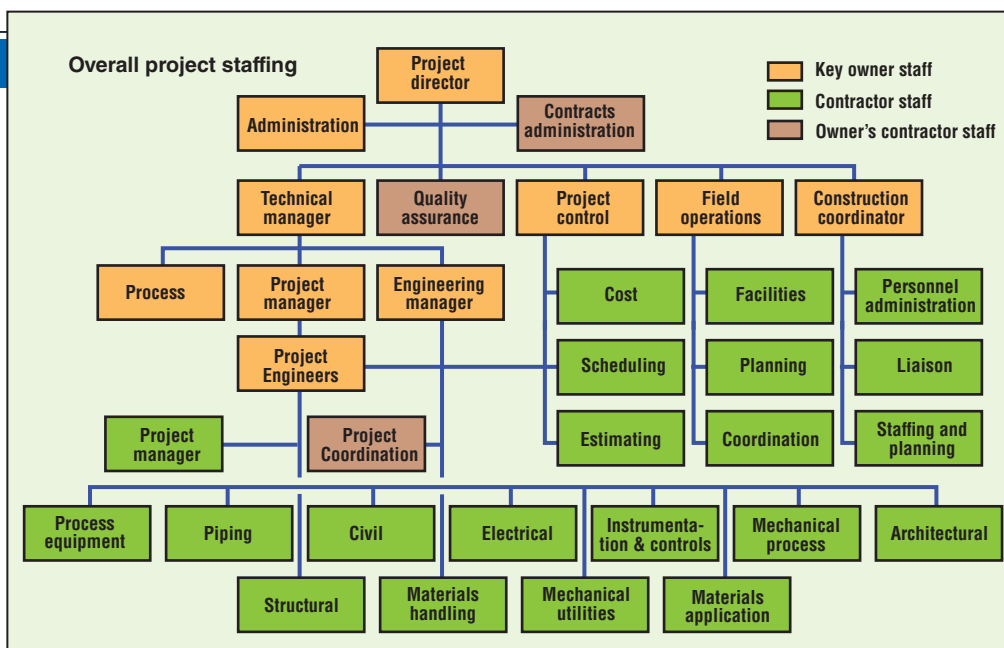 Overall project staffing
Project
director
Key owner staff
Contractor staff
Owner's contractor staff
Administration
Contracts
administration
Technical
manager
Quality
assurance
Project
control
Field
operations
Construction
coordinator
Process
Project
manager
Engineering
manager
Cost
Facilities
Personnel
administration
Project
Engineers
Scheduling
Planning
Liaison
Project
manager
Project
Coordination
Estimating
Coordination
Staffing and
planning
Process
equipment
Piping
Civil
Electrical
Instrumenta-
tion & controls
Mechanical
process
Architectural
Structural
Materials
handling
Mechanical
utilities
Materials
application